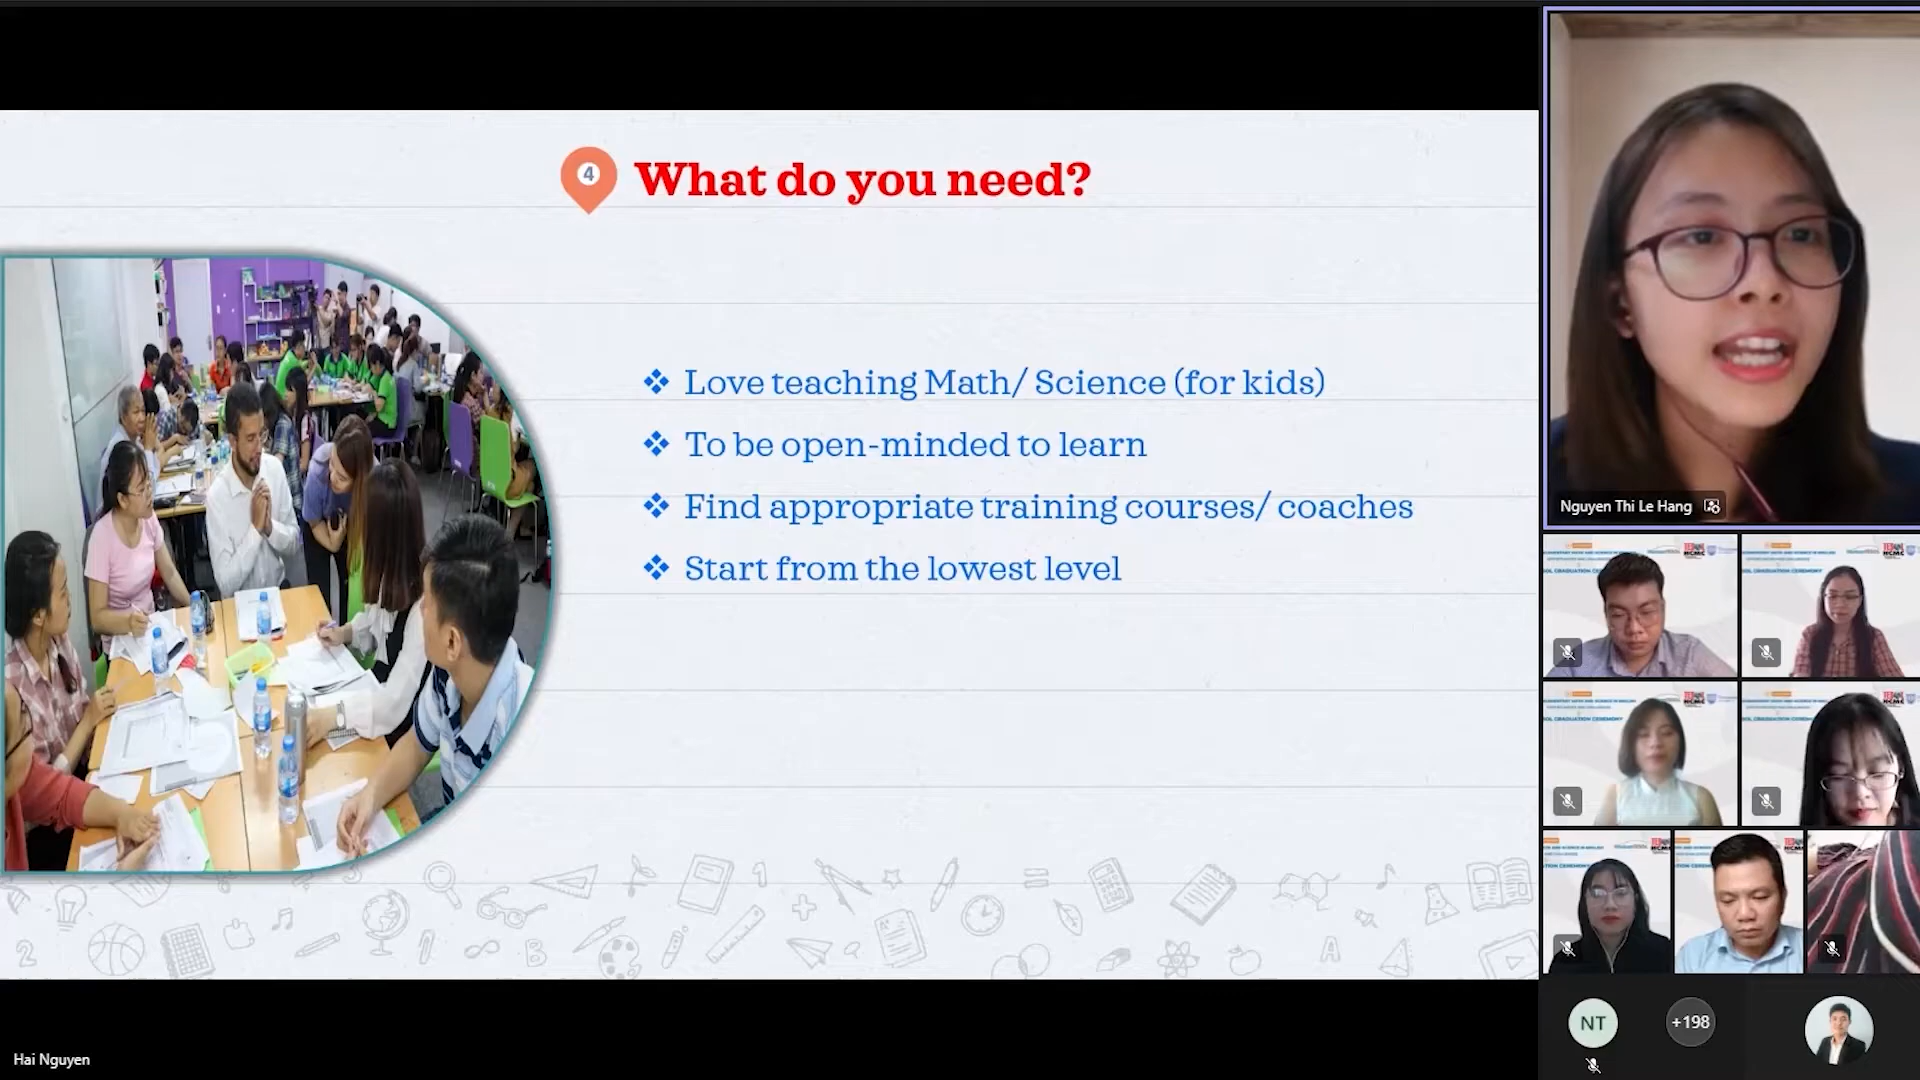 4
What do you need?
❖ Love teaching Math/ Science (for kids)
❖ To be open-minded to learn
❖ Find appropriate training courses/ coaches
❖ Start from the lowest level
Hai Nguyen
Nguyen Thi Le Hang
NT
+198